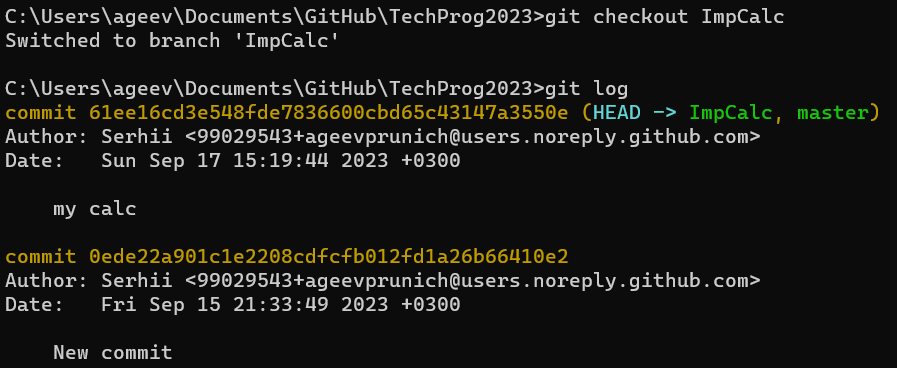 C:\Users\ageev\Documents\GitHub\TechProg2023>git checkout ImpCalc
Switched to branch 'ImpCalc'
C:\Users\ageev\Documents\GitHub\TechProg2023>git log
commit 61ee16cd3e548fde7836600cbd65c43147a3550e (HEAD -> ImpCalc, master)
Author: Serhii <99029543+ageevprunich@users.noreply.github.com>
Date:   Sun Sep 17 15:19:44 2023 +0300
    my calc
commit 0ede22a901c1e2208cdfcfb012fd1a26b66410e2
Author: Serhii <99029543+ageevprunich@users.noreply.github.com>
Date:   Fri Sep 15 21:33:49 2023 +0300
    New commit